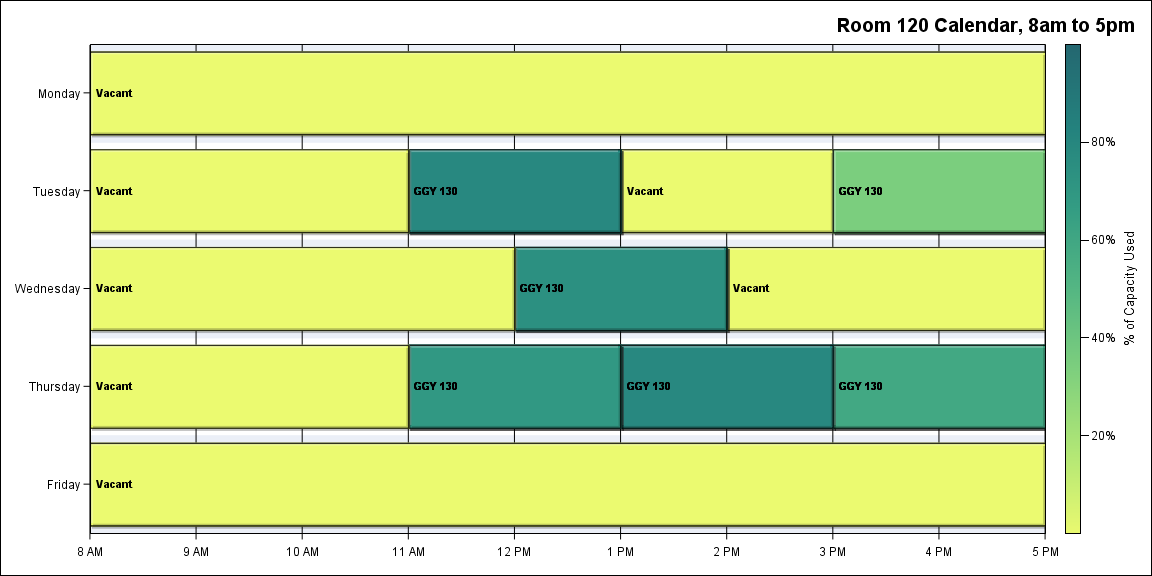 Room 120 Calendar, 8am to 5pm
Monday
Vacant
Tuesday
Vacant
GGY 130
Vacant
GGY 130
Wednesday
Vacant
GGY 130
Vacant
Thursday
Vacant
GGY 130
GGY 130
GGY 130
Friday
Vacant
8 AM
9 AM
10 AM
11 AM
12 PM
1 PM
2 PM
3 PM
4 PM
5 PM
80%
60%
40%
20%
% of Capacity Used